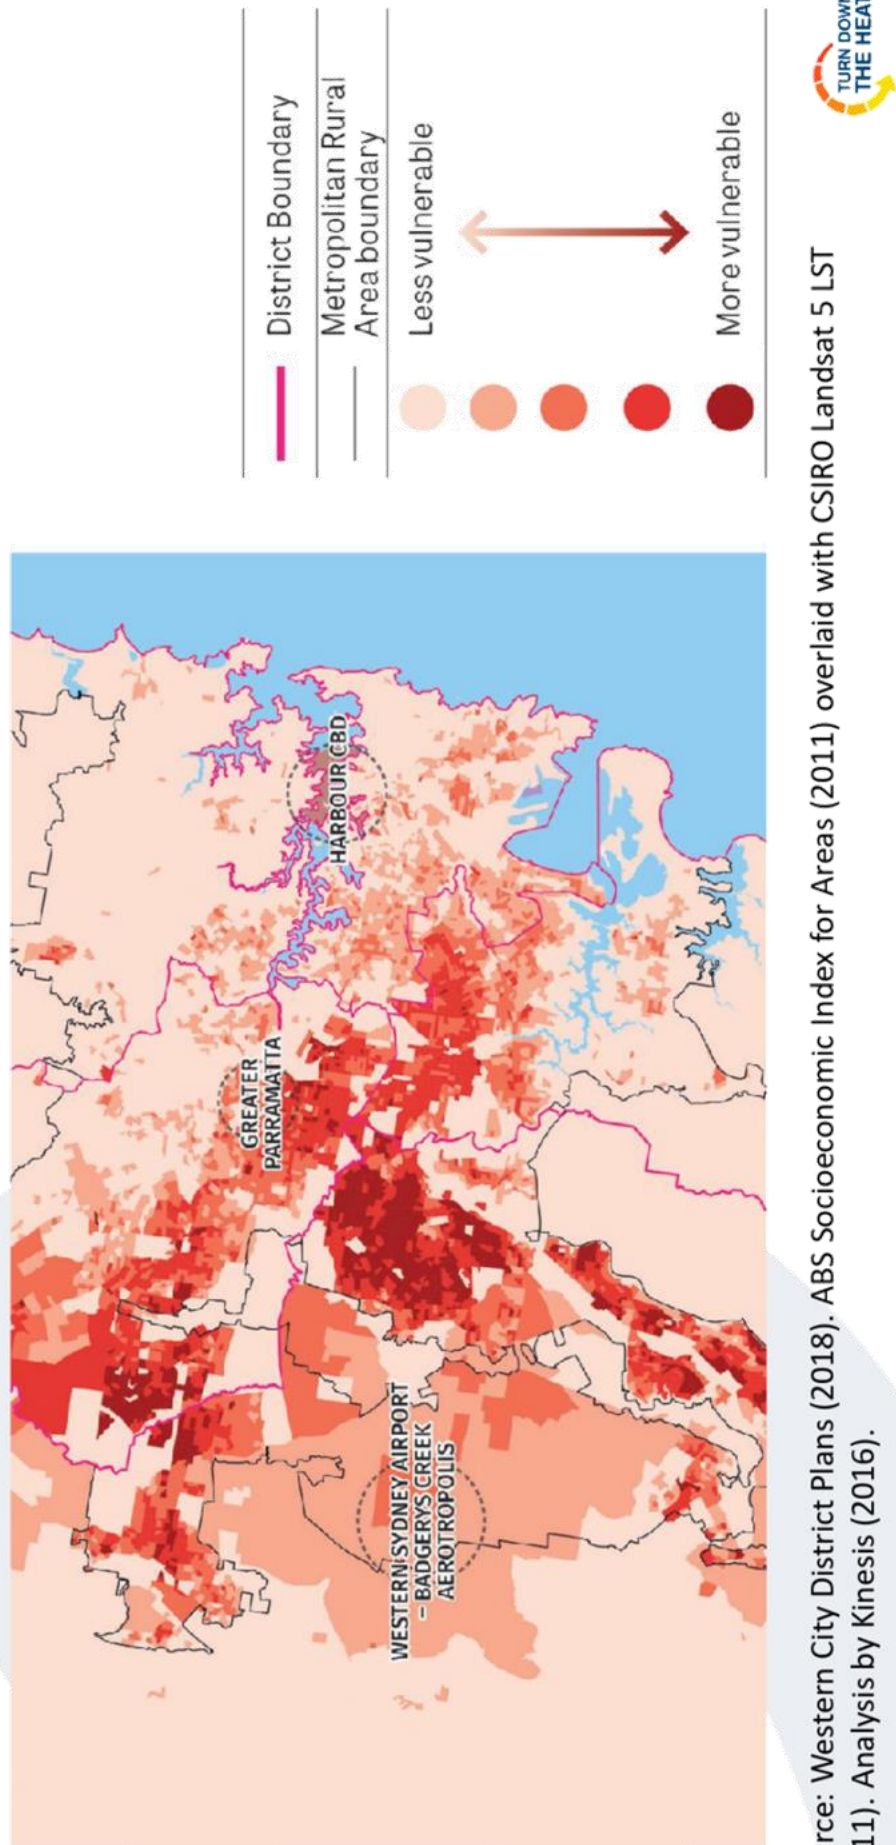 GREATER
PARRAMATTA
HARBOUR CBD
WESTERN SYDNEY AIRPORT
– BADGERYS CREEK
AEROTROPOLIS
District Boundary
Metropolitan Rural
Area boundary
Less vulnerable
More vulnerable
rce: Western City District Plans (2018). ABS Socioeconomic Index for Areas (2011) overlaid with CSIRO Landsat 5 LST
11). Analysis by Kinesis (2016).
TURN DOWN
THE HEAT